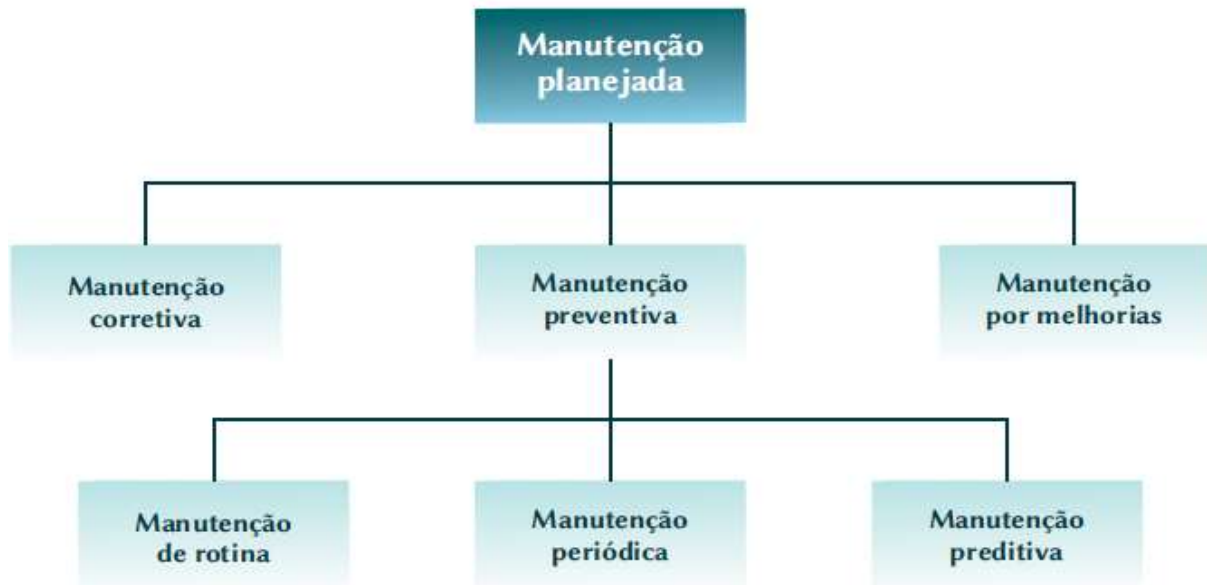 Manutenção
planejada
Manutenção
corretiva
Manutenção
preventiva
Manutenção
por melhorias
Manutenção
de rotina
Manutenção
periódica
Manutenção
preditiva